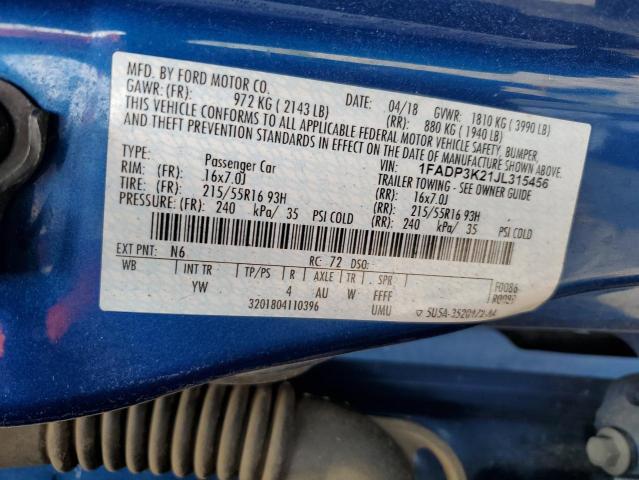 MFD. BY FORD MOTOR CO.
DATE: 04/18 GVWR: 1810 KG ( 3990 LB)
GAWR: (FR): 972 KG ( 2143 LB) (RR): 880 KG ( 1940 LB)
THIS VEHICLE CONFORMS TO ALL APPLICABLE FEDERAL MOTOR VEHICLE SAFETY, BUMPER,
AND THEFT PREVENTION STANDARDS IN EFFECT ON THE DATE OF MANUFACTURE SHOWN ABOVE.
VIN: 1FADP3K21JL315456
TYPE: Passenger Car TRAILER TOWING - SEE OWNER GUIDE
RIM: (FR): 16x7.0J (RR): 16x7.0J
TIRE: (FR): 215/55R16 93H (RR): 215/55R16 93H
PRESSURE: (FR): 240 kPa/ 35 PSI COLD (RR): 240 kPa/ 35 PSI COLD
EXT PNT: N6 RC: 72 DSO:
WB INT TR TP/PS R AXLE TR SPR
YW 4 AU W FFFF
3201804110396 UMU
F0086